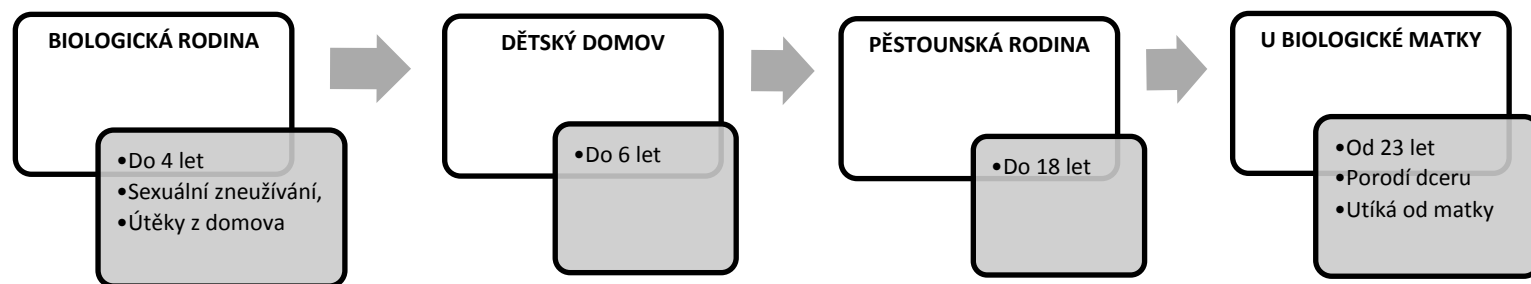 BIOLOGICKÁ RODINA
•Do 4 let
•Sexuální zneužívání,
•Útěky z domova
DĚTSKÝ DOMOV
•Do 6 let
PĚSTOUNSKÁ RODINA
•Do 18 let
U BIOLOGICKÉ MATKY
•Od 23 let
•Porodí dceru
•Utíká od matky